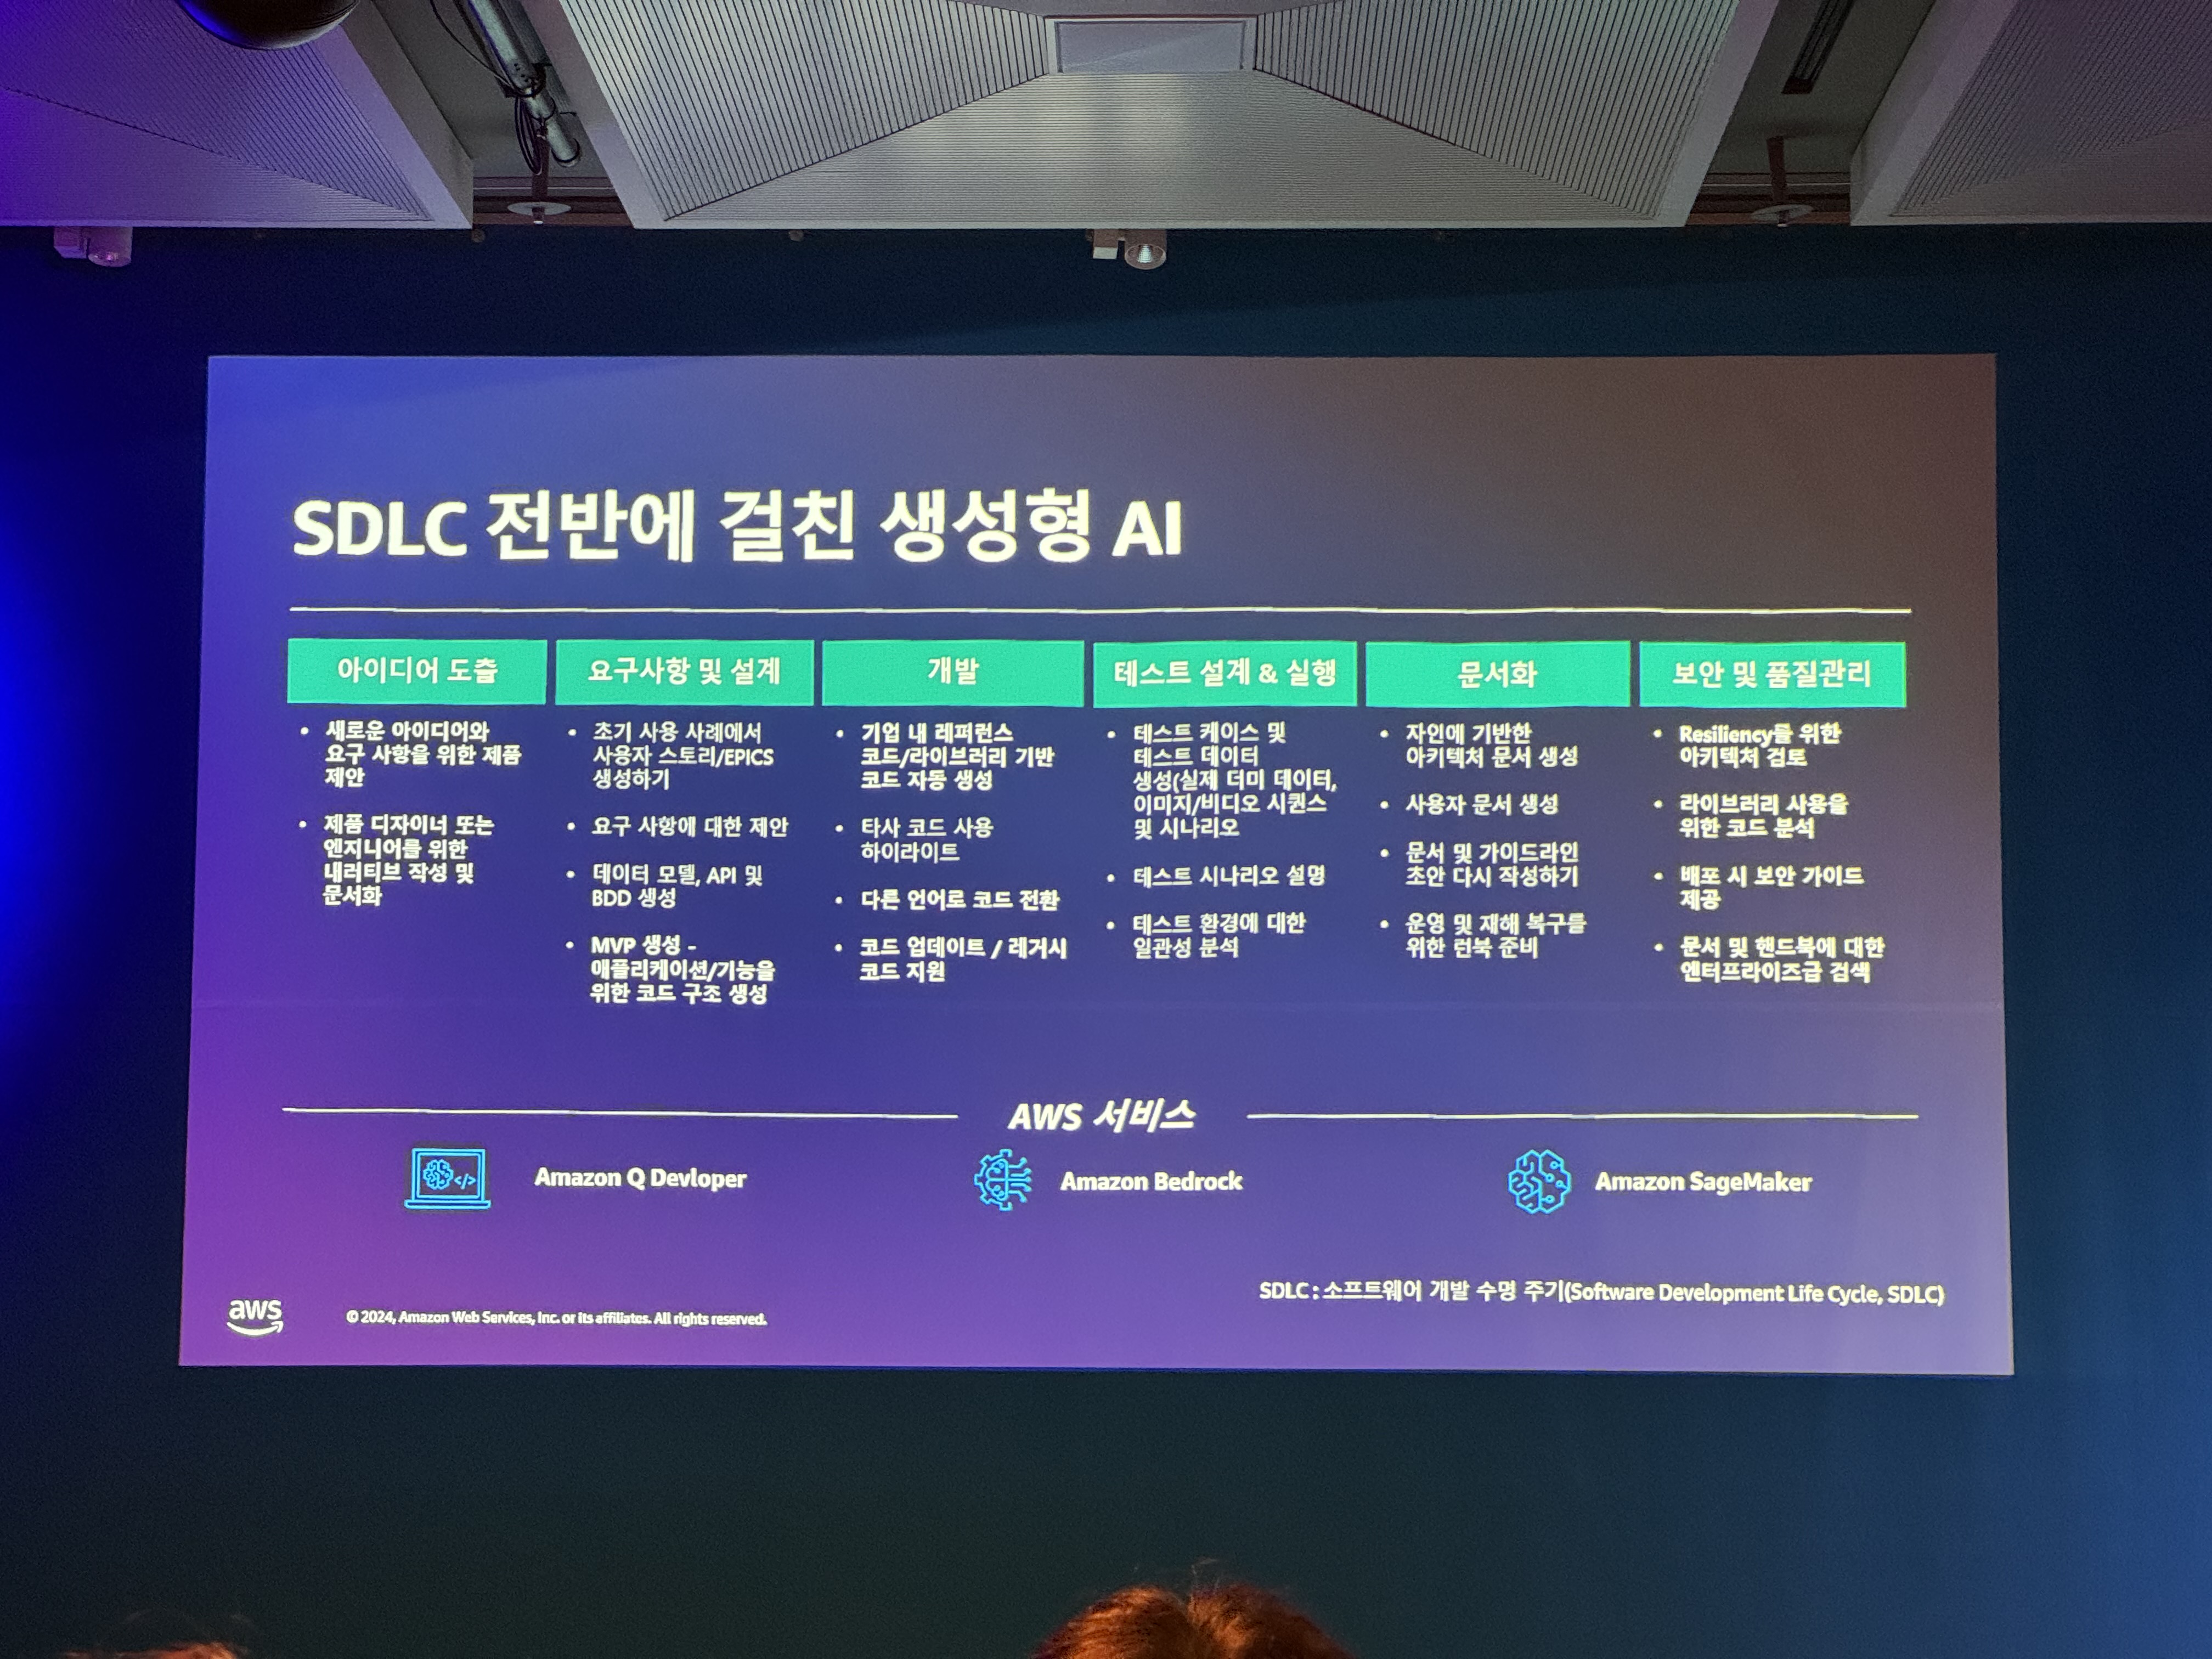 SDLC 전반에 걸친 생성형 AI
아이디어 도출
새로운 아이디어와
요구 사항을 위한 제품
제안
제품 디자이너 또는
엔지니어를 위한
내러티브 작성 및
문서화
요구사항 및 설계
초기 사용 사례에서
사용자 스토리/EPICS
생성하기
요구 사항에 대한 제안
데이터 모델, API 및
BDD 생성
MVP 생성 -
애플리케이션/기능을
위한 코드 구조 생성
개발
기업 내 레퍼런스
코드/라이브러리 기반
코드 자동 생성
타사 코드 사용
하이라이트
다른 언어로 코드 전환
코드 업데이트 / 레거시
코드 지원
테스트 설계 & 실행
테스트 케이스 및
테스트 데이터
생성(실제 더미 데이터,
이미지/비디오 시퀀스
및 시나리오
테스트 시나리오 설명
테스트 환경에 대한
일관성 분석
문서화
자인에 기반한
아키텍처 문서 생성
사용자 문서 생성
문서 및 가이드라인
초안 다시 작성하기
운영 및 재해 복구를
위한 런북 준비
보안 및 품질관리
Resiliency를 위한
아키텍처 검토
라이브러리 사용을
위한 코드 분석
배포 시 보안 가이드
제공
문서 및 핸드북에 대한
엔터프라이즈급 검색
AWS 서비스
Amazon Q Devloper
Amazon Bedrock
Amazon SageMaker
SDLC : 소프트웨어 개발 수명 주기(Software Development Life Cycle, SDLC)
aws
© 2024, Amazon Web Services, Inc. or its affiliates. All rights reserved.